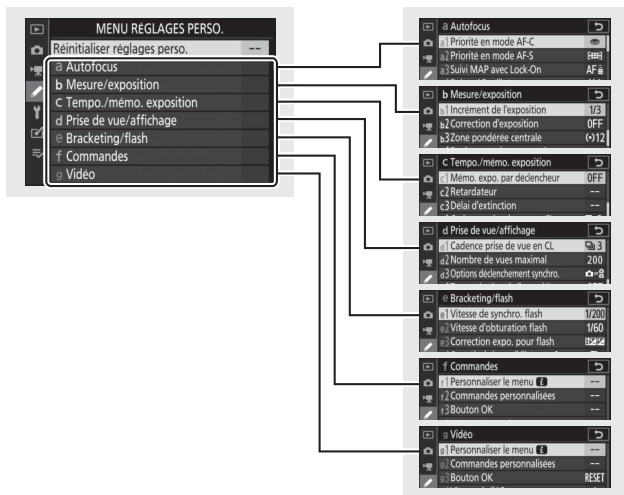 MENU RÉGLAGES PERSO.
Réinitialiser réglages perso. --
a Autofocus
b Mesure/exposition
c Tempo./mémo. exposition
d Prise de vue/affichage
e Bracketing/flash
f Commandes
g Vidéo
a Autofocus
a1 Priorité en mode AF-C
a2 Priorité en mode AF-S
a3 Suivi MAP avec Lock-On AF
b Mesure/exposition
b1 Incrément de l'exposition 1/3
b2 Correction d'exposition OFF
b3 Zone pondérée centrale (•)12
c Tempo./mémo. exposition
c1 Mémo. expo. par déclencheur OFF
c2 Retardateur --
c3 Délai d'extinction --
d Prise de vue/affichage
d1 Cadence prise de vue en CL 3
d2 Nombre de vues maximal 200
d3 Options déclenchement synchro.
e Bracketing/flash
e1 Vitesse de synchro. flash 1/200
e2 Vitesse d'obturation flash 1/60
e3 Correction expo. pour flash
f Commandes
f1 Personnaliser le menu i --
f2 Commandes personnalisées --
f3 Bouton OK --
g Vidéo
g1 Personnaliser le menu i --
g2 Commandes personnalisées --
g3 Bouton OK RESET